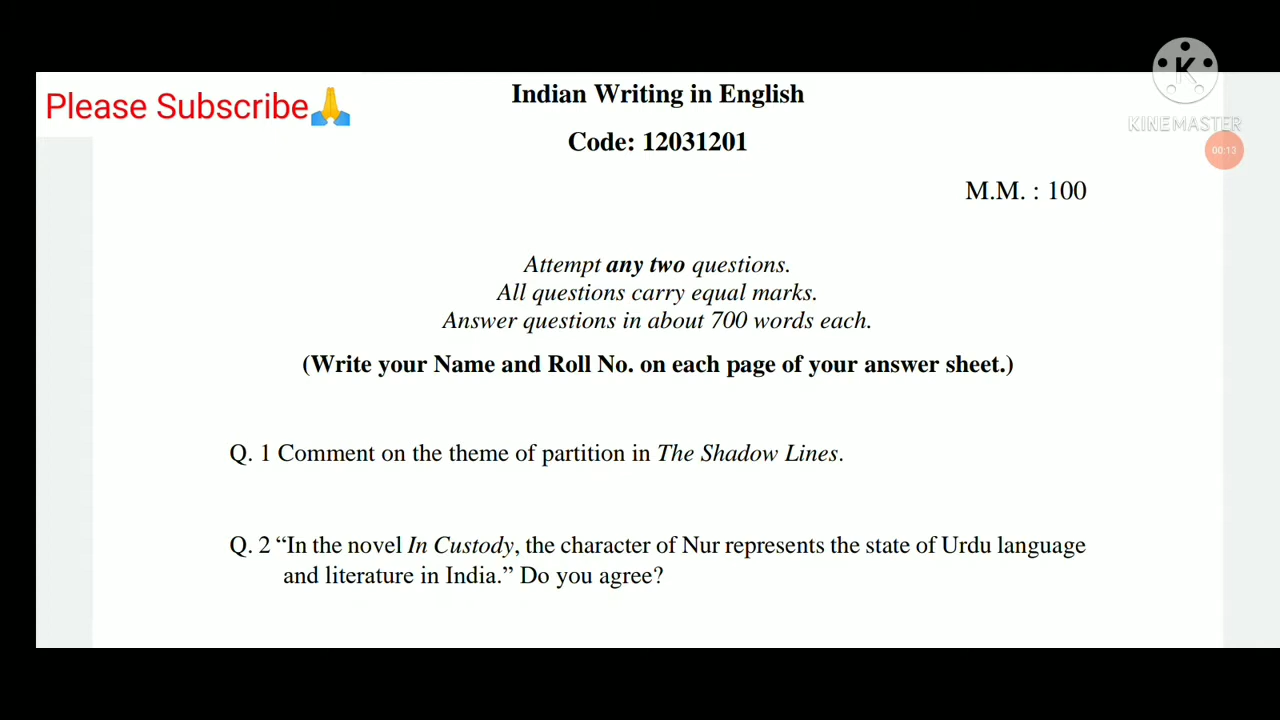 Please Subscribe🙏
Indian Writing in English
K
KINEMASTER
Code: 12031201
00:13
M.M. : 100
Attempt any two questions.
All questions carry equal marks.
Answer questions in about 700 words each.
(Write your Name and Roll No. on each page of your answer sheet.)
Q. 1 Comment on the theme of partition in The Shadow Lines.
Q. 2 “In the novel In Custody, the character of Nur represents the state of Urdu language
and literature in India.” Do you agree?